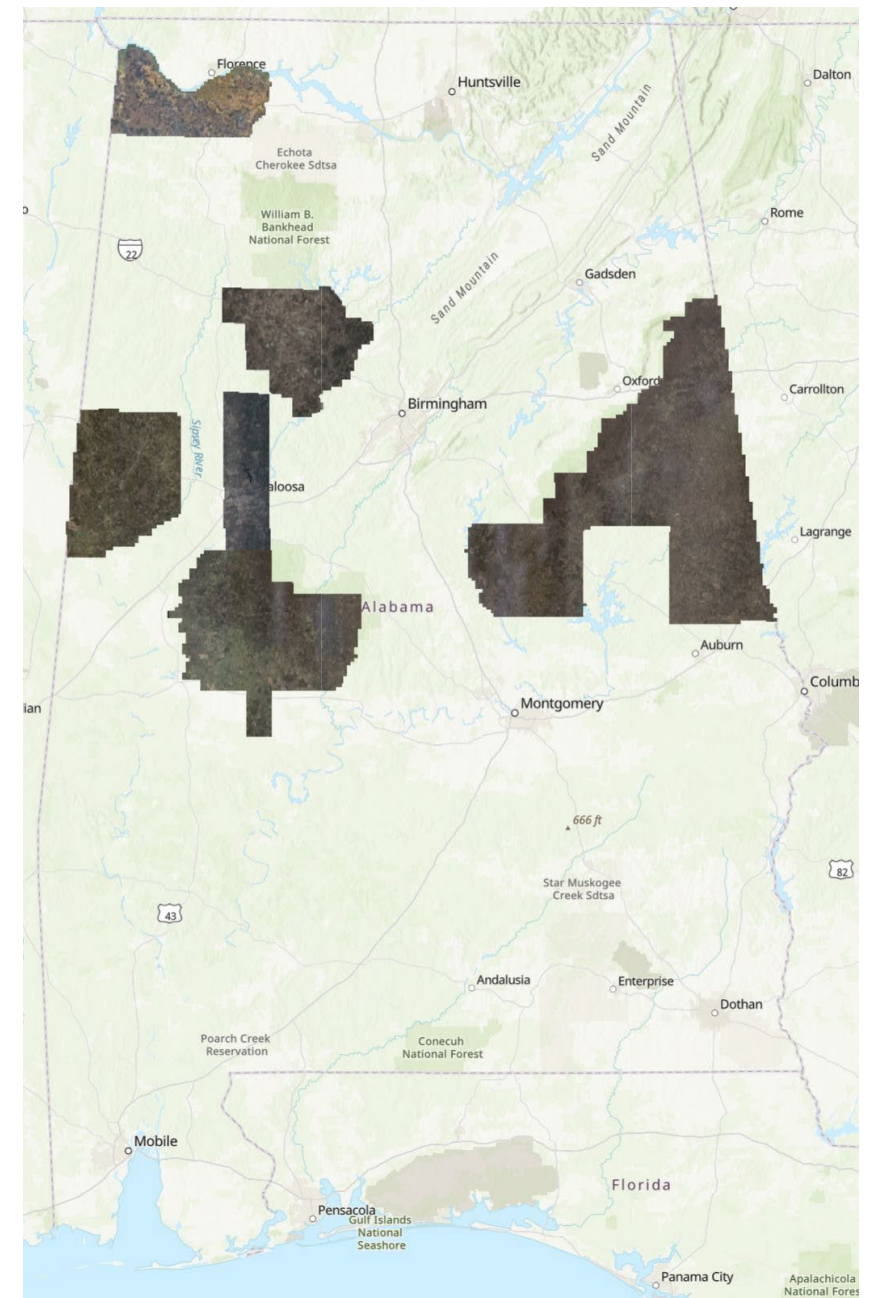 Florence
Huntsville
Dalton
Sand Mountain
Echota
Cherokee Sdtsa
William B.
Bankhead
National Forest
Rome
22
Sand Mountain
Gadsden
Oxford
Carrollton
Birmingham
Sipsey River
aloosa
Lagrange
Alabama
Auburn
Columb
ian
Montgomery
666 ft
82
Star Muskogee
Creek Sdtsa
43
Andalusia
Enterprise
Dothan
Poarch Creek
Reservation
Conecuh
National Forest
Mobile
Florida
Pensacola
Gulf Islands
National
Seashore
Panama City
Apalachicola
National Fores